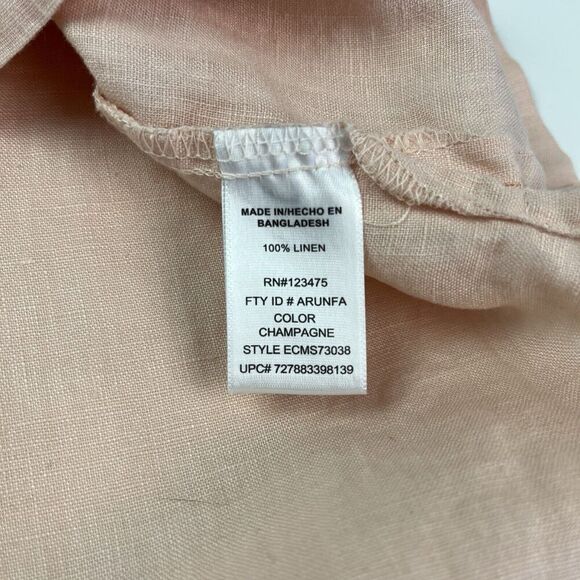 MADE IN/HECHO EN
BANGLADESH
100% LINEN
RN#123475
FTY ID # ARUNFA
COLOR
CHAMPAGNE
STYLE ECMS73038
UPC# 727883398139